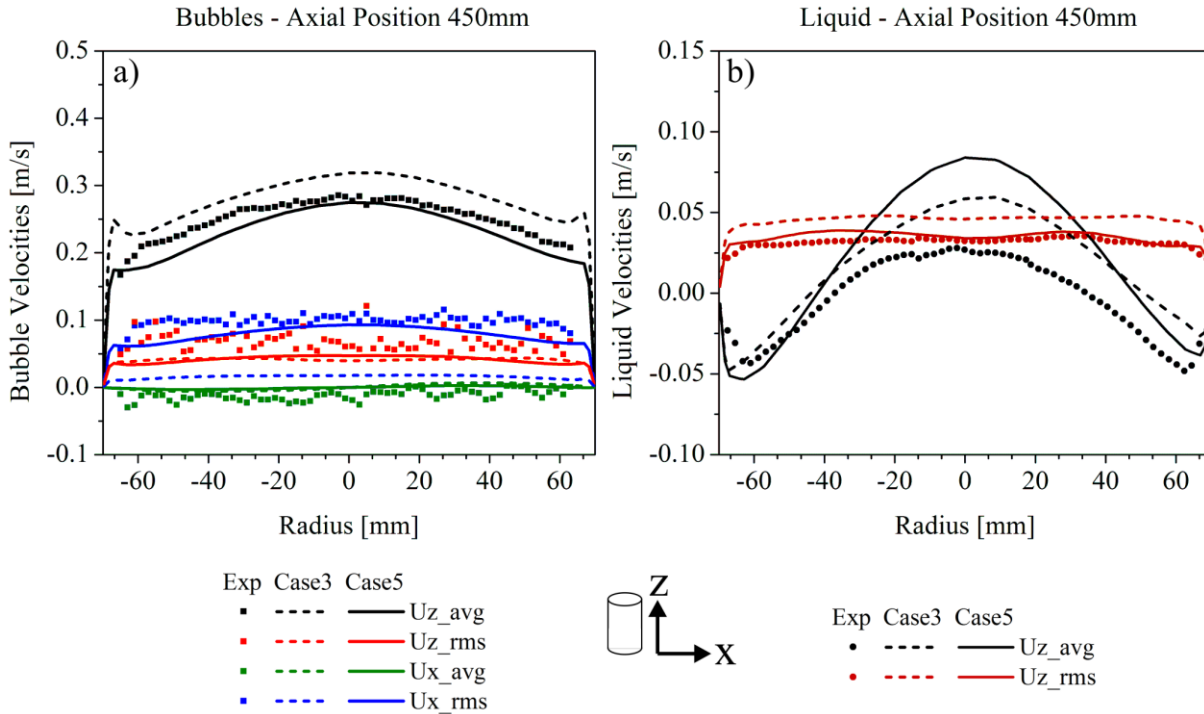 Bubbles - Axial Position 450mm
Liquid - Axial Position 450mm
a)
0.5
0.4
0.3
0.2
0.1
0.0
-0.1
Bubble Velocities [m/s]
-60 -40 -20 0 20 40 60
Radius [mm]
b)
0.15
0.10
0.05
0.00
-0.05
-0.10
Liquid Velocities [m/s]
-60 -40 -20 0 20 40 60
Radius [mm]
Exp Case3 Case5
Uz_avg
Uz_rms
Ux_avg
Ux_rms
Z
X
Exp Case3 Case5
Uz_avg
Uz_rms